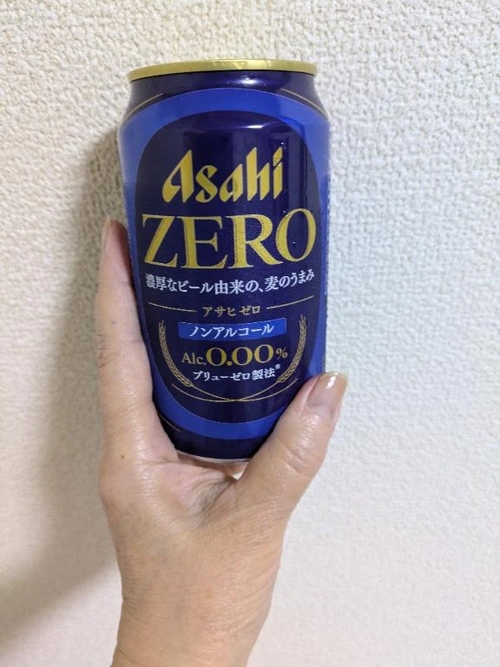 Asahi
ZERO
濃厚なビール由来の、麦のうまみ
アサヒ ゼロ
ノンアルコール
Alc.0.00%
ブリューゼロ製法※